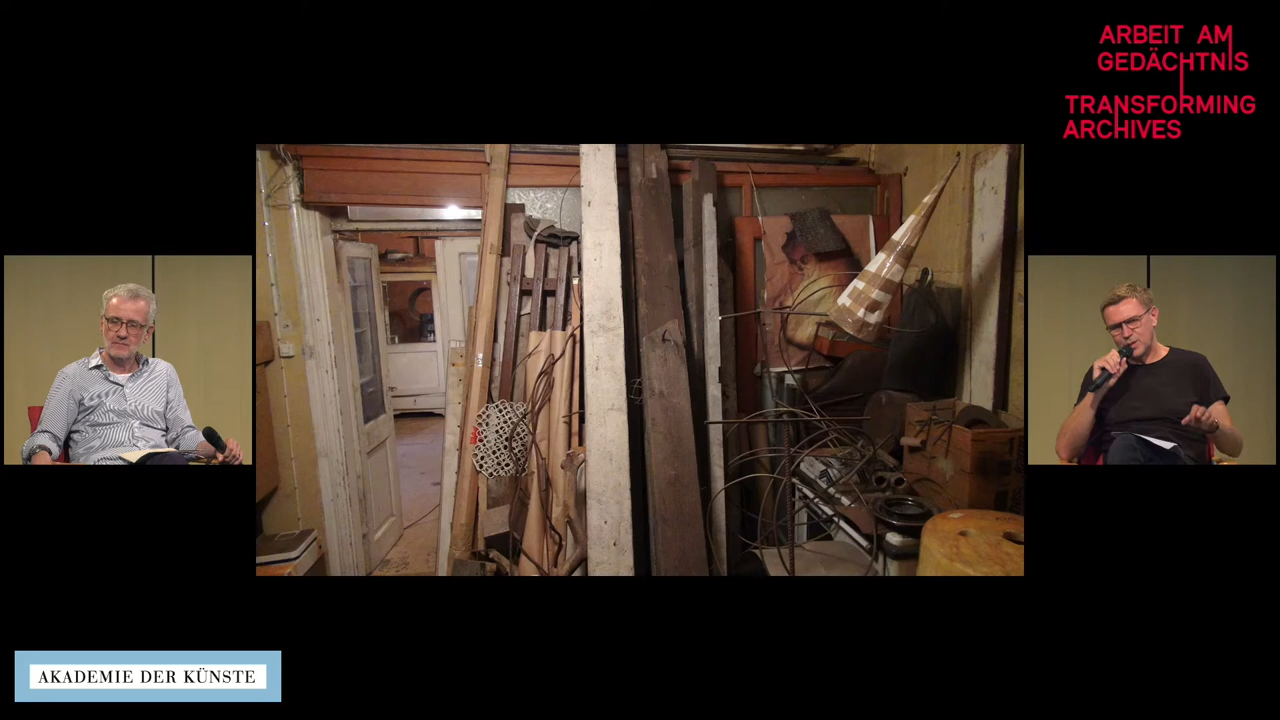 ARBEIT AM
GEDÄCHTNIS
TRANSFORMING
ARCHIVES
AKADEMIE DER KÜNSTE